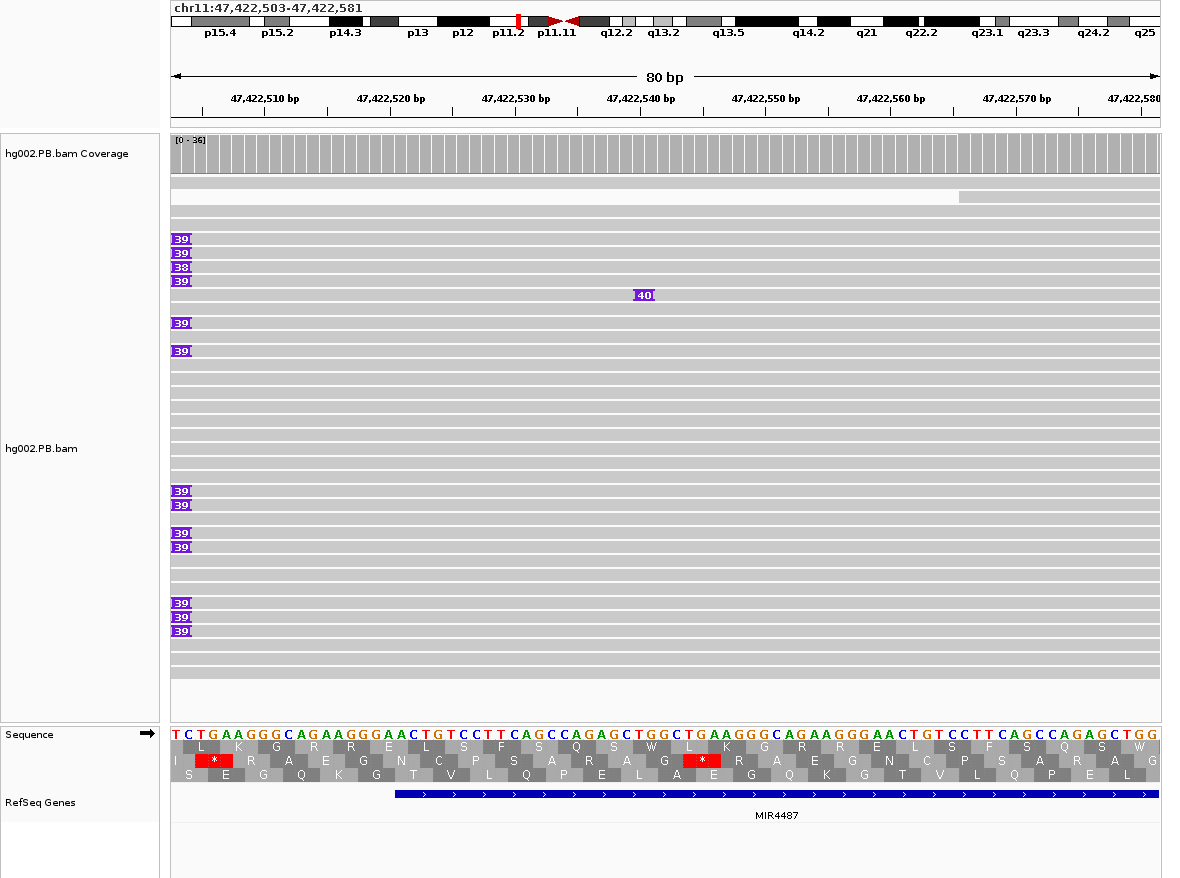 chr11:47,422,503-47,422,581
p15.4 p15.2 p14.3 p13 p12 p11.2 p11.11 q12.2 q13.2 q13.5 q14.2 q21 q22.2 q23.1 q23.3 q24.2 q25
80 bp
47,422,510 bp 47,422,520 bp 47,422,530 bp 47,422,540 bp 47,422,550 bp 47,422,560 bp 47,422,570 bp 47,422,580
[0 - 36]
hg002.PB.bam Coverage
39
39
38
39
40
39
39
hg002.PB.bam
39
39
39
39
39
39
39
Sequence TCTGAAGGGCAGAAGGGAACTGTCCTTCAGCCAGAGCTGGCTGAAGGGCAGAAGGGAACTGTCCTTCAGCCAGAGCTGG
L K G R R E L S F S Q S W L K G R R E L S F S Q S W
I * R A E G N C P S A R A G * R A E G N C P S A R A G
S E G Q K G T V L Q P E L A E G Q K G T V L Q P E L
RefSeq Genes
MIR4487